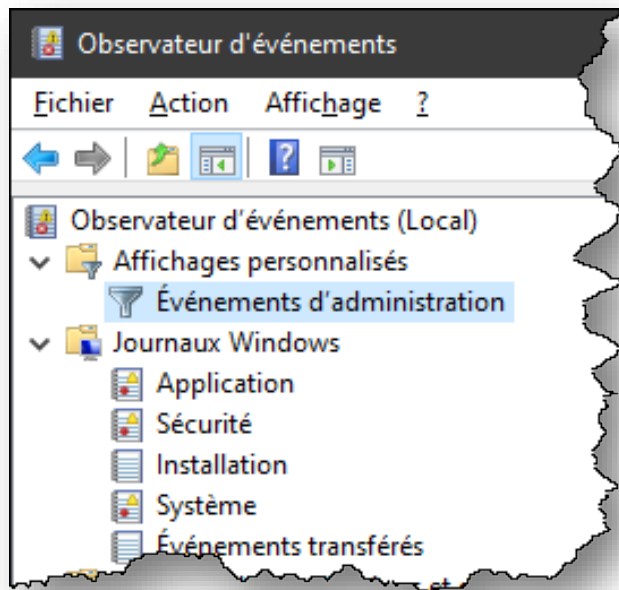 Observateur d'événements
Fichier Action Affichage ?
Observateur d'événements (Local)
Affichages personnalisés
Événements d'administration
Journaux Windows
Application
Sécurité
Installation
Système
Événements transférés
et